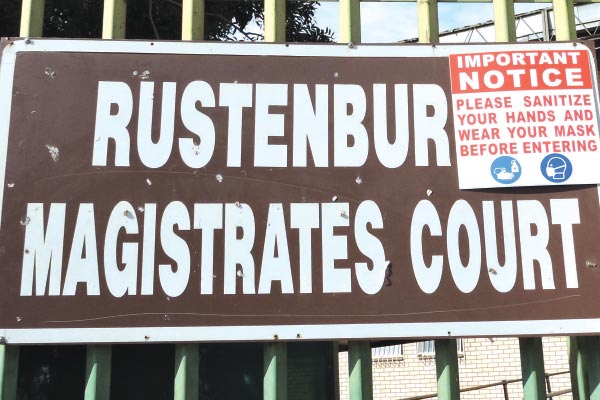 RUSTENBUR
MAGISTRATES COURT
IMPORTANT
NOTICE
PLEASE SANITIZE
YOUR HANDS AND
WEAR YOUR MASK
BEFORE ENTERING